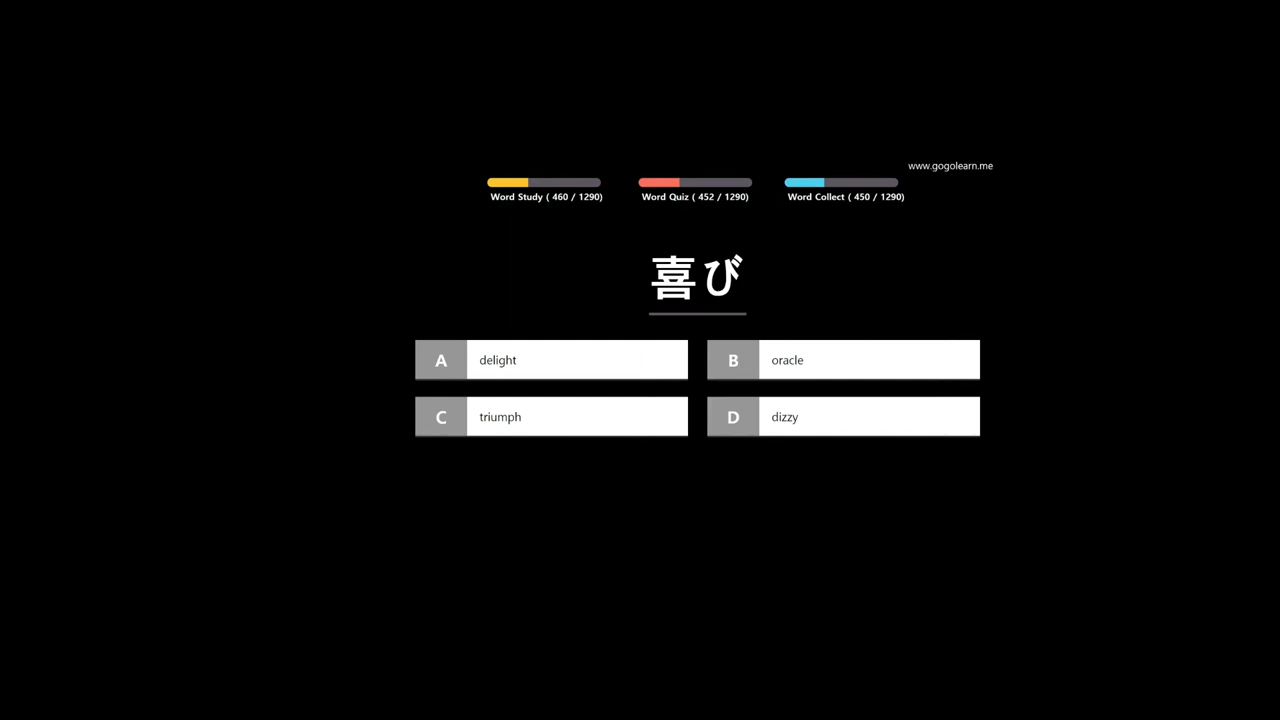 www.gogolearn.me
Word Study ( 460 / 1290)
Word Quiz ( 452 / 1290)
Word Collect ( 450 / 1290)
喜び
A delight
B oracle
C triumph
D dizzy